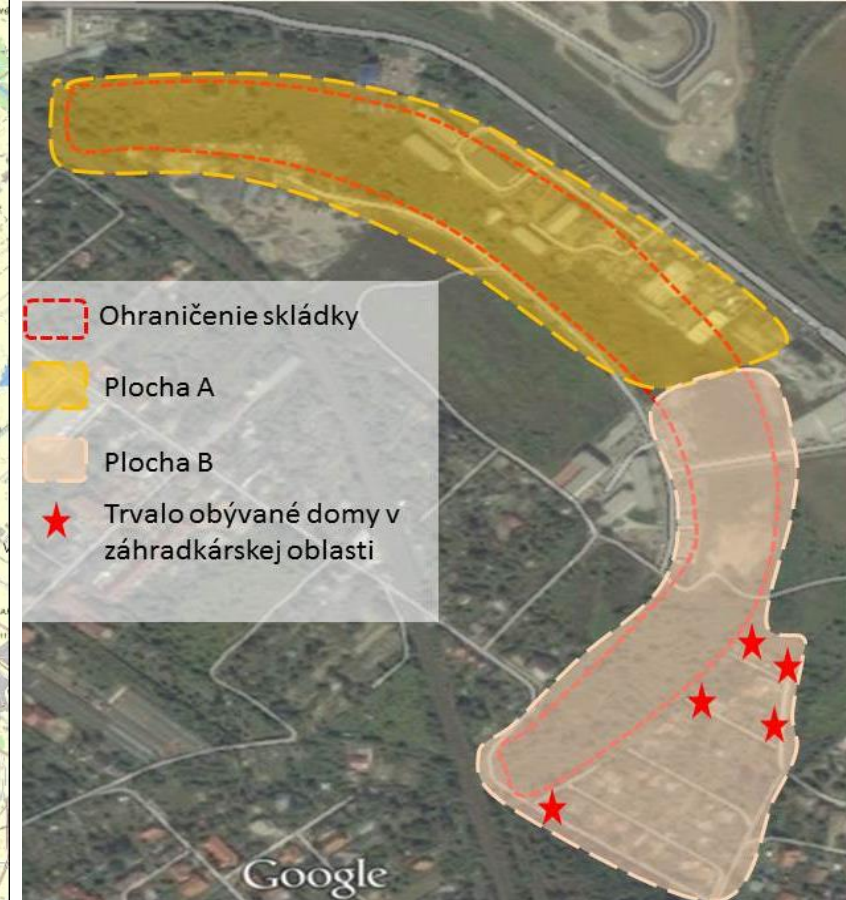 Ohraničenie skládky
Plocha A
Plocha B
Trvalo obývané domy v
záhradkárskej oblasti
Google